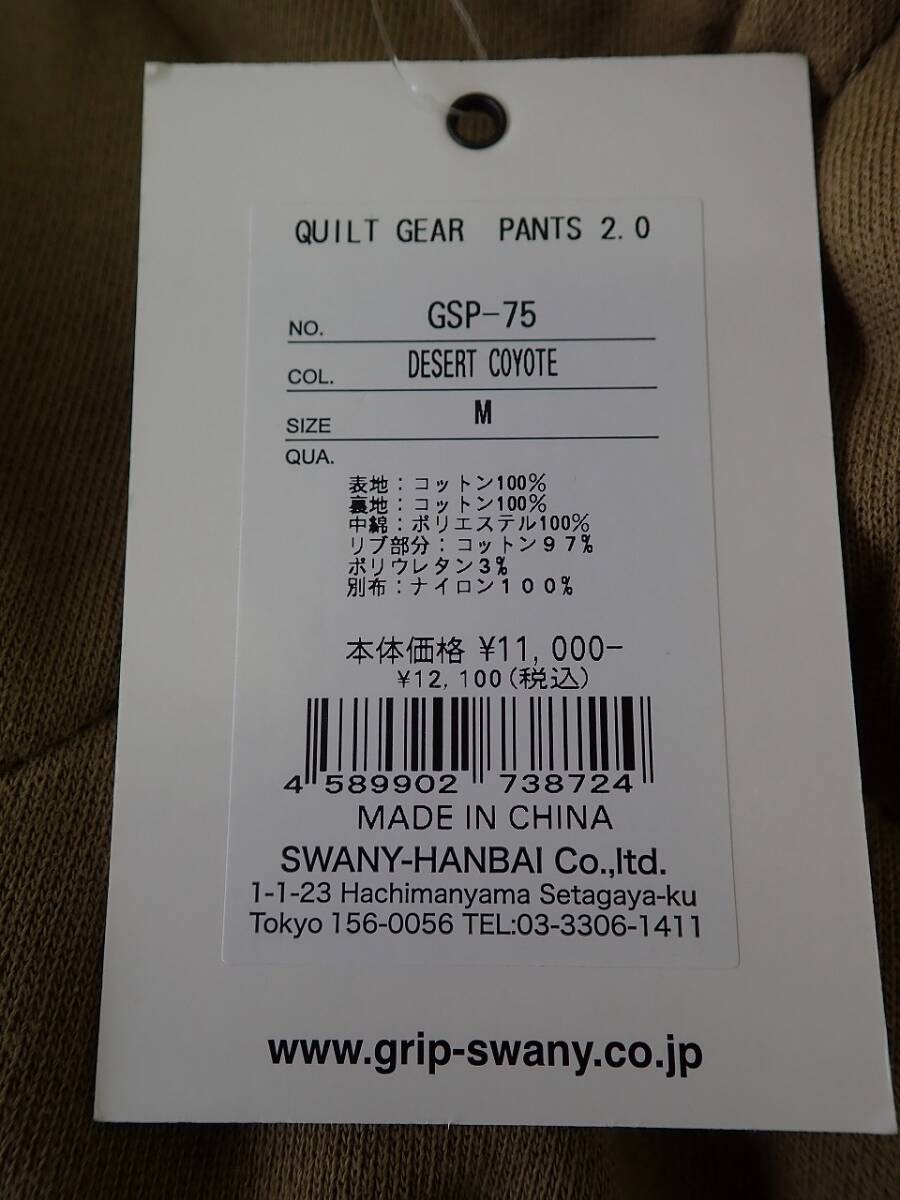 QUILT GEAR PANTS 2.0
NO. GSP-75
COL. DESERT COYOTE
SIZE M
QUA.
表地：コットン100%
裏地：コットン100%
中綿：ポリエステル100%
リブ部分：コットン９７%
ポリウレタン３%
別布：ナイロン１００%
本体価格 ¥11,000-
¥12,100(税込)
4 589902 738724
MADE IN CHINA
SWANY-HANBAI Co.,ltd.
1-1-23 Hachimanyama Setagaya-ku
Tokyo 156-0056 TEL:03-3306-1411
www.grip-swany.co.jp